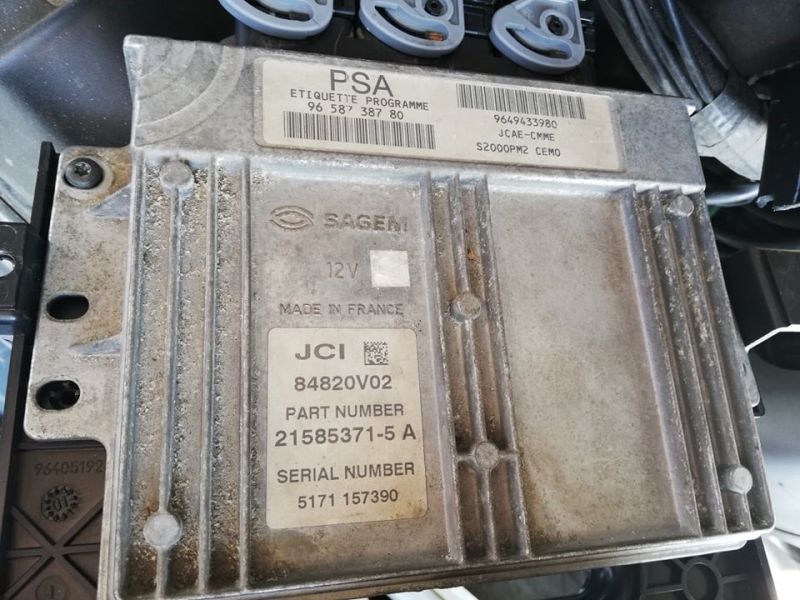 PSA
ETIQUETTE PROGRAMME
96 587 387 80
9649433980
JCAE-CMME
S2000PM2 CEMO
SAGEM
12V
MADE IN FRANCE
JCI
84820V02
PART NUMBER
21585371-5 A
SERIAL NUMBER
5171 157390
01